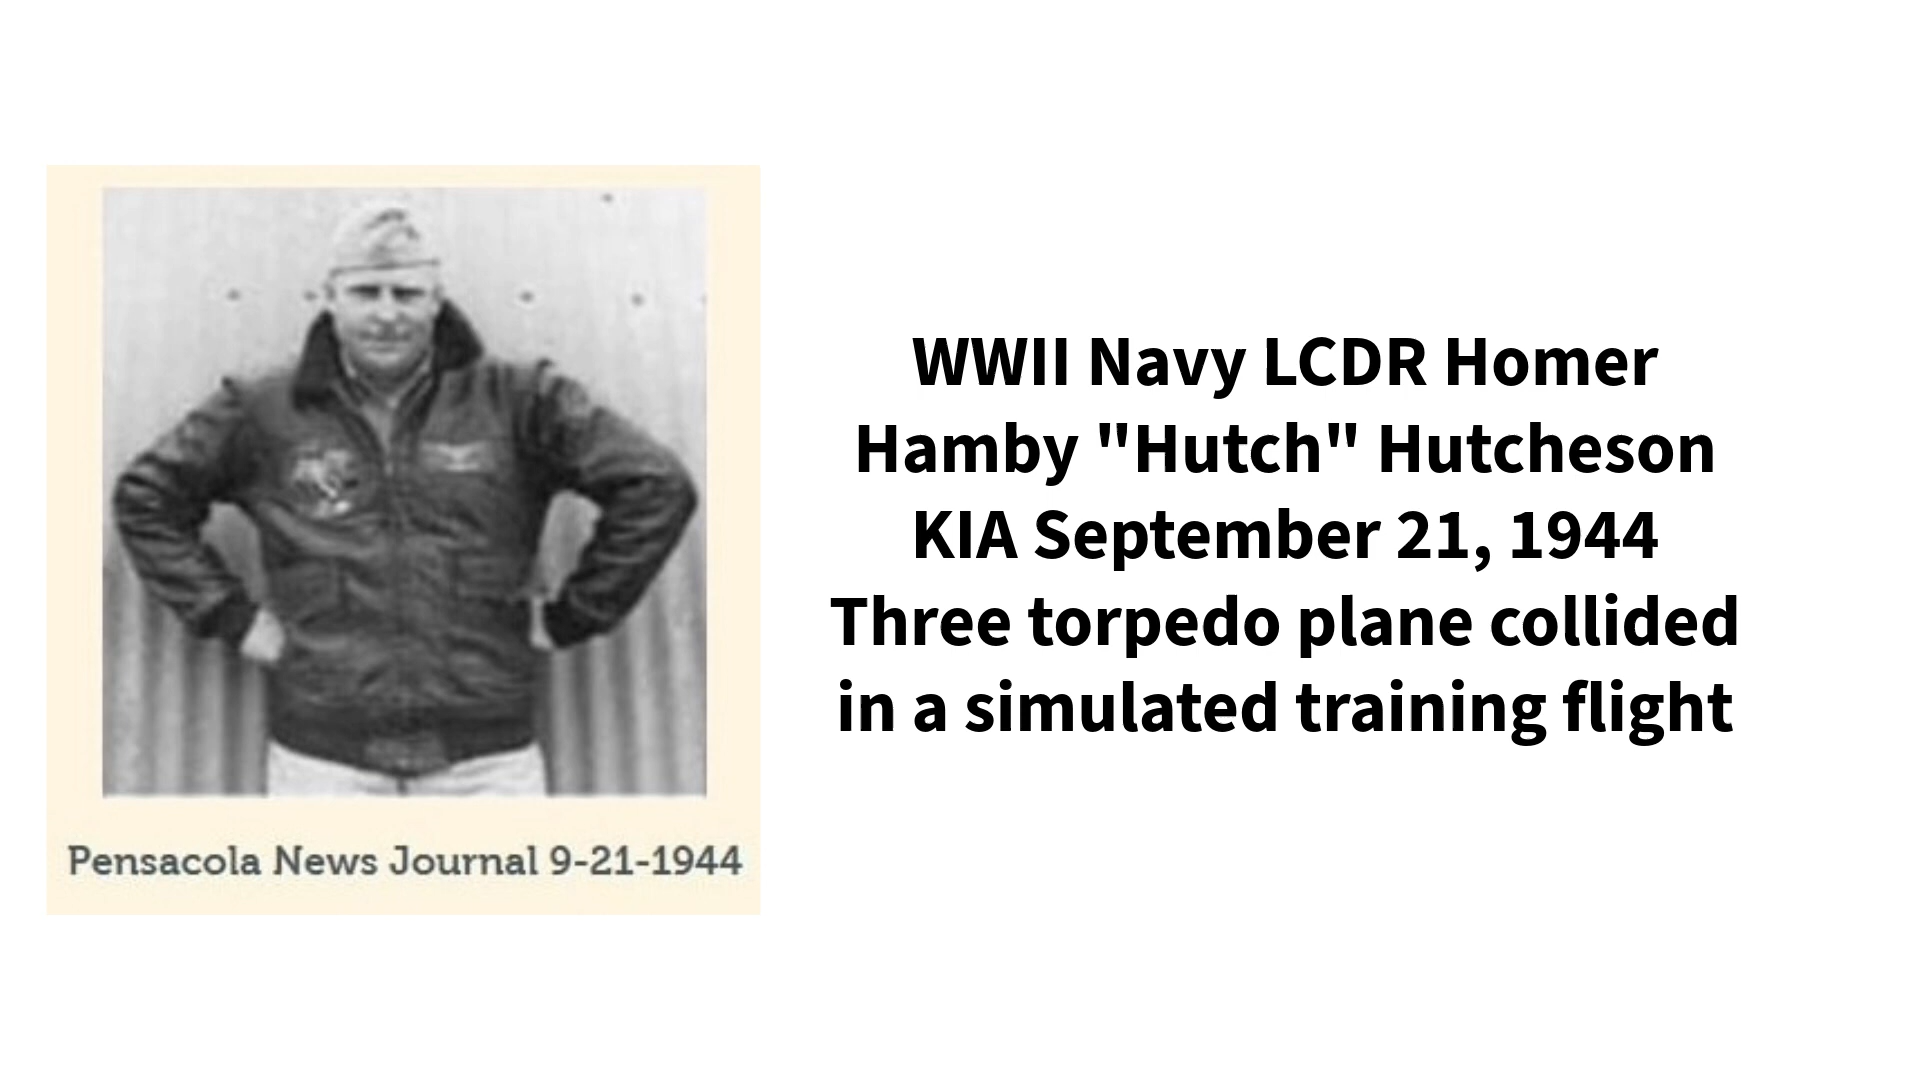 WWII Navy LCDR Homer
Hamby "Hutch" Hutcheson
KIA September 21, 1944
Three torpedo plane collided
in a simulated training flight
Pensacola News Journal 9-21-1944